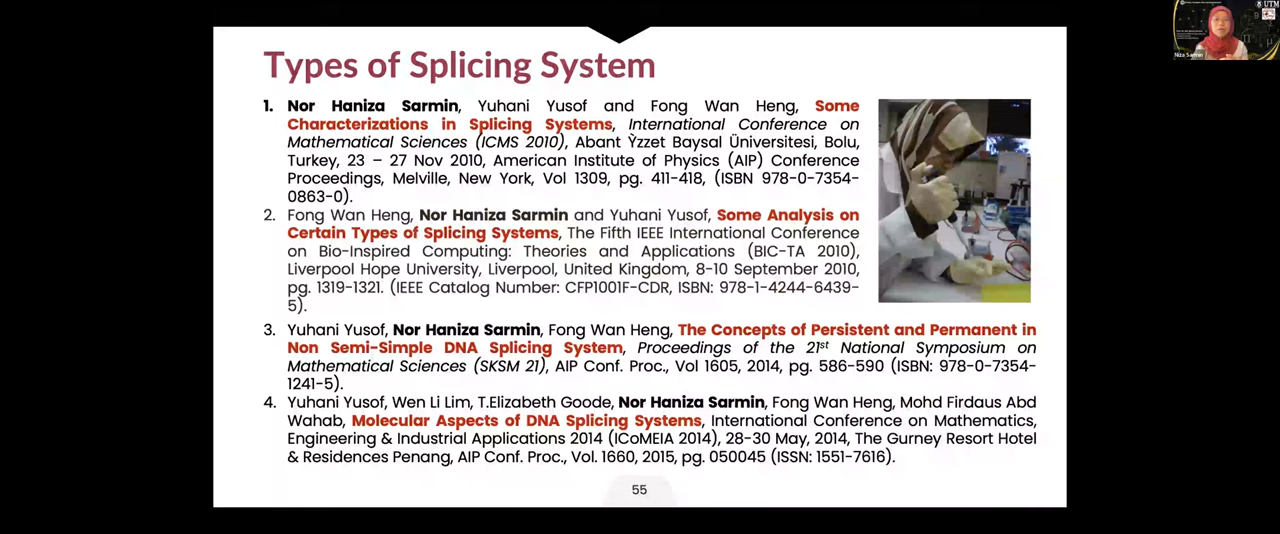 Types of Splicing System
1. Nor Haniza Sarmin, Yuhani Yusof and Fong Wan Heng, Some
Characterizations in Splicing Systems, International Conference on
Mathematical Sciences (ICMS 2010), Abant Ỳzzet Baysal Üniversitesi, Bolu,
Turkey, 23 – 27 Nov 2010, American Institute of Physics (AIP) Conference
Proceedings, Melville, New York, Vol 1309, pg. 411-418, (ISBN 978-0-7354-
0863-0).
2. Fong Wan Heng, Nor Haniza Sarmin and Yuhani Yusof, Some Analysis on
Certain Types of Splicing Systems, The Fifth IEEE International Conference
on Bio-Inspired Computing: Theories and Applications (BIC-TA 2010),
Liverpool Hope University, Liverpool, United Kingdom, 8-10 September 2010,
pg. 1319-1321. (IEEE Catalog Number: CFP1001F-CDR, ISBN: 978-1-4244-6439-
5).
3. Yuhani Yusof, Nor Haniza Sarmin, Fong Wan Heng, The Concepts of Persistent and Permanent in
Non Semi-Simple DNA Splicing System, Proceedings of the 21st National Symposium on
Mathematical Sciences (SKSM 21), AIP Conf. Proc., Vol 1605, 2014, pg. 586-590 (ISBN: 978-0-7354-
1241-5).
4. Yuhani Yusof, Wen Li Lim, T.Elizabeth Goode, Nor Haniza Sarmin, Fong Wan Heng, Mohd Firdaus Abd
Wahab, Molecular Aspects of DNA Splicing Systems, International Conference on Mathematics,
Engineering & Industrial Applications 2014 (ICoMEIA 2014), 28-30 May, 2014, The Gurney Resort Hotel
& Residences Penang, AIP Conf. Proc., Vol. 1660, 2015, pg. 050045 (ISSN: 1551-7616).
55
UTM
Niza Sarmin